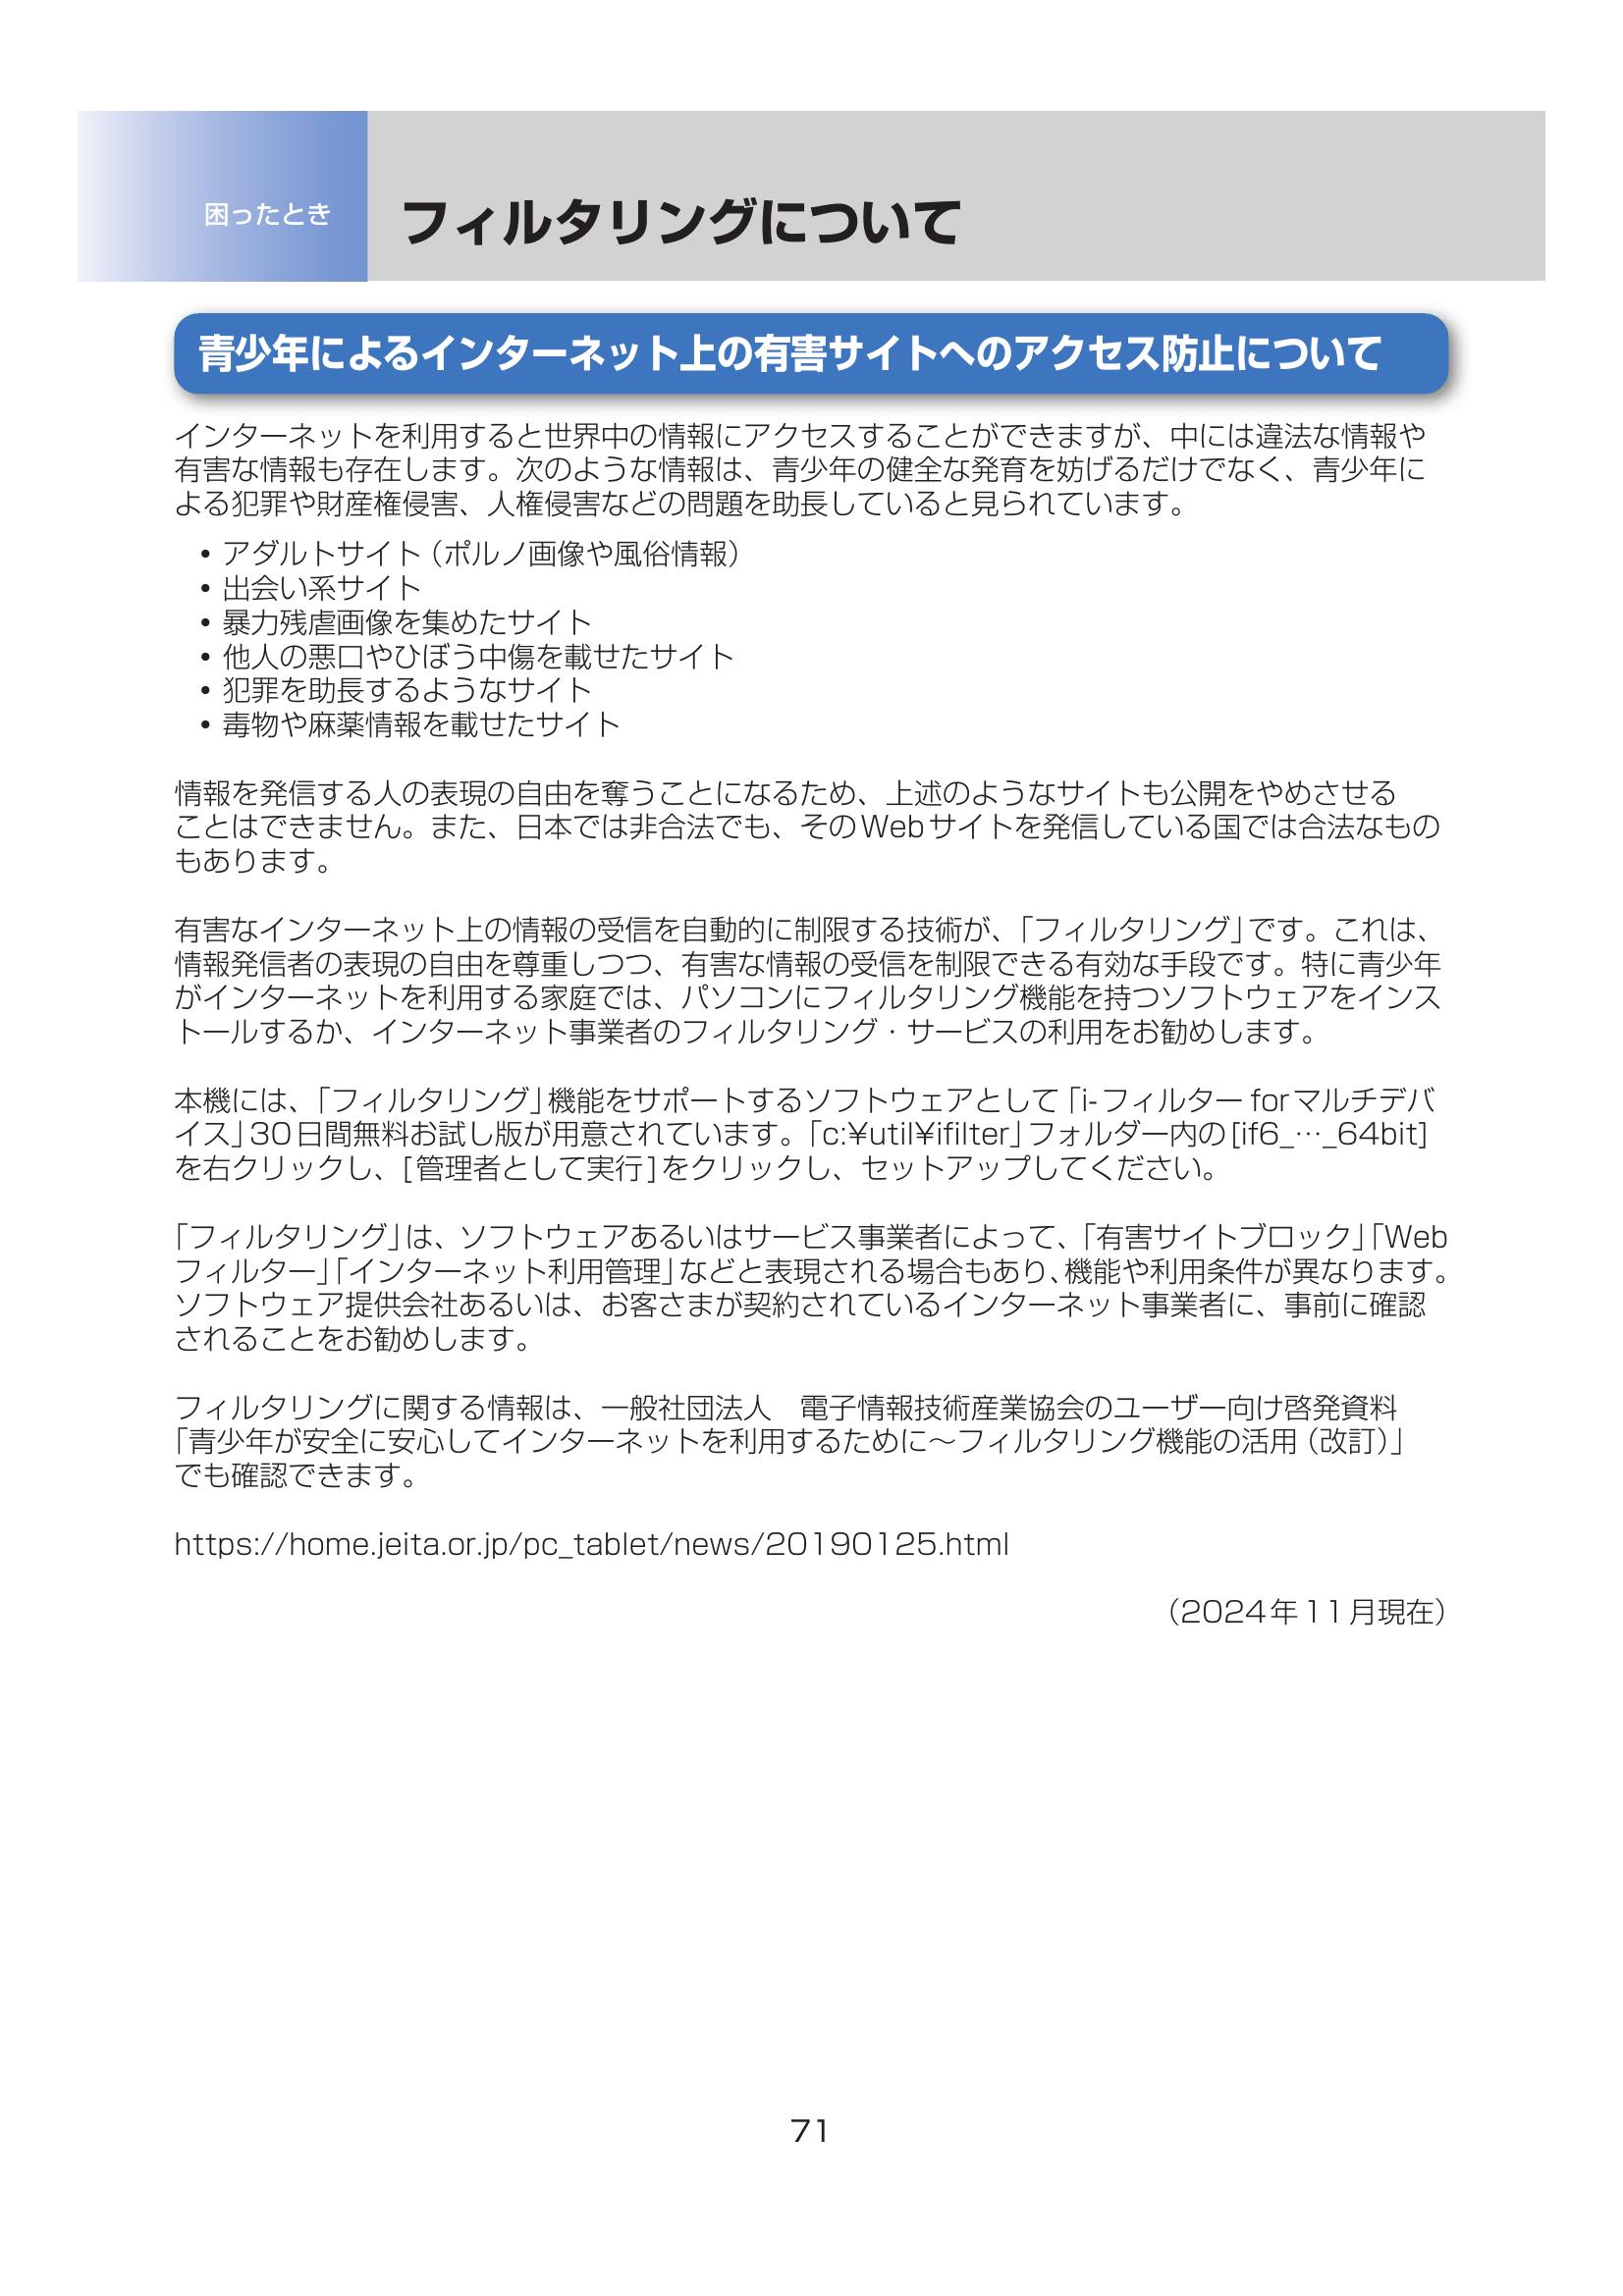 困ったとき
フィルタリングについて
青少年によるインターネット上の有害サイトへのアクセス防止について
インターネットを利用すると世界中の情報にアクセスすることができますが、中には違法な情報や
有害な情報も存在します。次のような情報は、青少年の健全な発育を妨げるだけでなく、青少年に
よる犯罪や財産権侵害、人権侵害などの問題を助長していると見られています。
• アダルトサイト（ポルノ画像や風俗情報）
• 出会い系サイト
• 暴力残虐画像を集めたサイト
• 他人の悪口やひぼう中傷を載せたサイト
• 犯罪を助長するようなサイト
• 毒物や麻薬情報を載せたサイト
情報を発信する人の表現の自由を奪うことになるため、上述のようなサイトも公開をやめさせる
ことはできません。また、日本では非合法でも、そのWebサイトを発信している国では合法なもの
もあります。
有害なインターネット上の情報の受信を自動的に制限する技術が、「フィルタリング」です。これは、
情報発信者の表現の自由を尊重しつつ、有害な情報の受信を制限できる有効な手段です。特に青少年
がインターネットを利用する家庭では、パソコンにフィルタリング機能を持つソフトウェアをインス
トールするか、インターネット事業者のフィルタリング・サービスの利用をお勧めします。
本機には、「フィルタリング」機能をサポートするソフトウェアとして「i-フィルター forマルチデバ
イス」30日間無料お試し版が用意されています。「c:¥util¥ifilter」フォルダー内の[if6_…_64bit]
を右クリックし、[管理者として実行]をクリックし、セットアップしてください。
「フィルタリング」は、ソフトウェアあるいはサービス事業者によって、「有害サイトブロック」「Web
フィルター」「インターネット利用管理」などと表現される場合もあり、機能や利用条件が異なります。
ソフトウェア提供会社あるいは、お客さまが契約されているインターネット事業者に、事前に確認
されることをお勧めします。
フィルタリングに関する情報は、一般社団法人　電子情報技術産業協会のユーザー向け啓発資料
「青少年が安全に安心してインターネットを利用するために～フィルタリング機能の活用（改訂）」
でも確認できます。
https://home.jeita.or.jp/pc_tablet/news/20190125.html
（2024年11月現在）
71